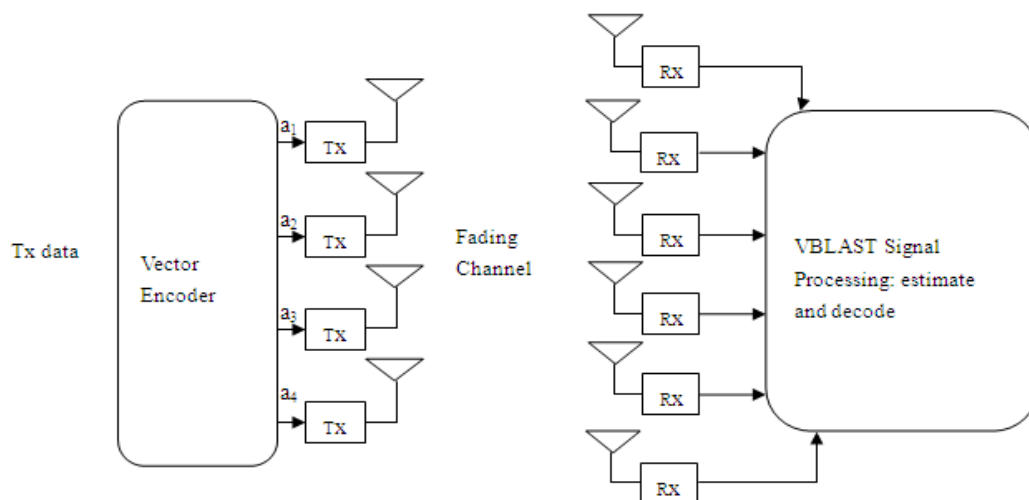 Tx data
Vector
Encoder
a1
Tx
a2
Tx
a3
Tx
a4
Tx
Fading
Channel
Rx
Rx
Rx
Rx
Rx
Rx
VBLAST Signal
Processing: estimate
and decode